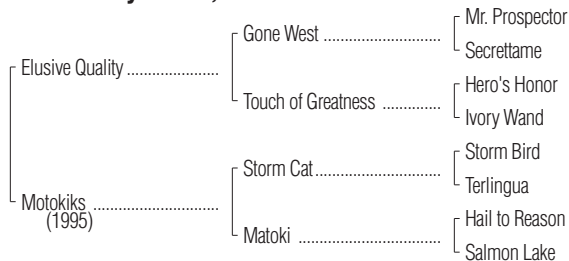 Mr. Prospector
Gone West ........................
Secrettame
Elusive Quality ......................
Hero's Honor
Touch of Greatness .............
Ivory Wand
Storm Bird
Storm Cat..........................
Terlingua
Motokiks ..............................
(1995)
Hail to Reason
Matoki ................................
Salmon Lake